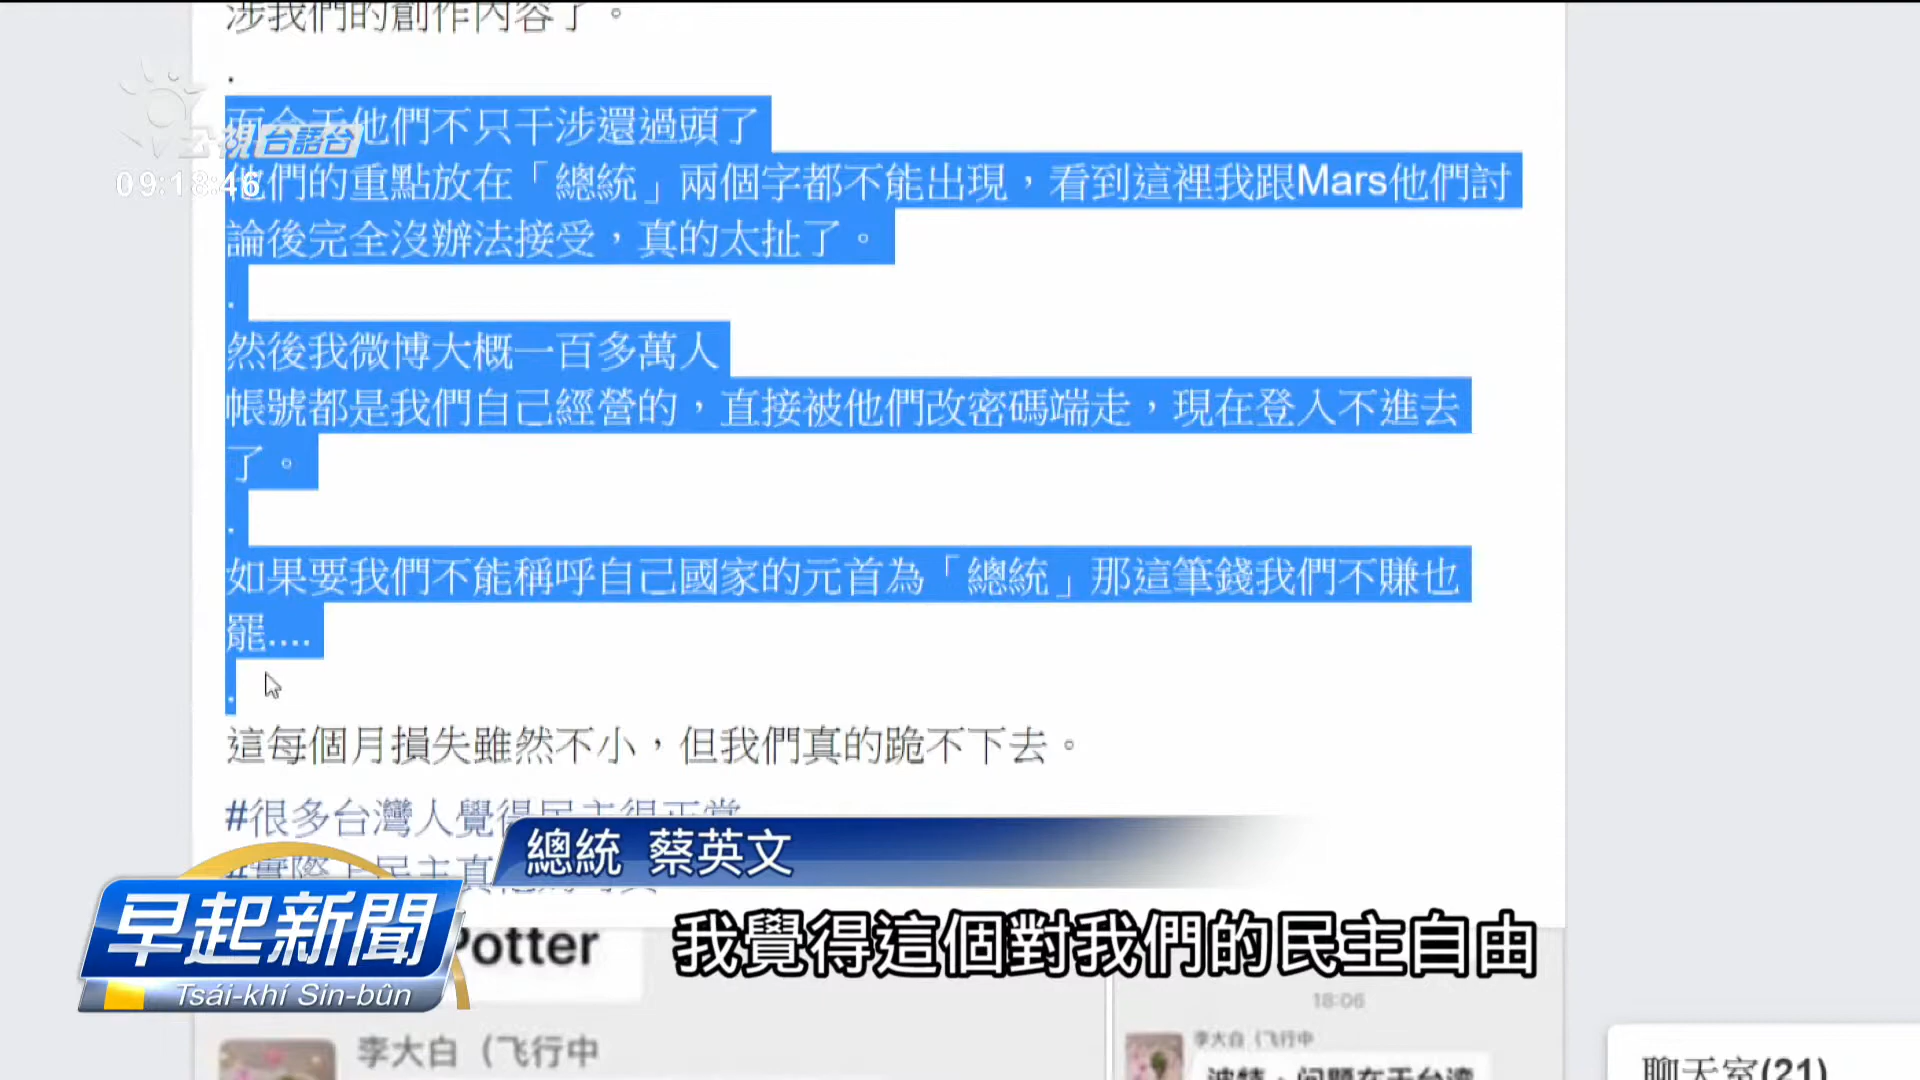 涉我們的創作內容了。
.
而今天他們不只干涉還過頭了
公視台語台
09:18:46
他們的重點放在「總統」兩個字都不能出現，看到這裡我跟Mars他們討
論後完全沒辦法接受，真的太扯了。
.
然後我微博大概一百多萬人
帳號都是我們自己經營的，直接被他們改密碼端走，現在登入不進去
了。
.
如果要我們不能稱呼自己國家的元首為「總統」那這筆錢我們不賺也
罷....
.
這每個月損失雖然不小，但我們真的跪不下去。
#很多台灣人覺得民主很正常
總統 蔡英文
早起新聞
Tsái-khí Sin-bûn
Potter
我覺得這個對我們的民主自由
18:06
李大白（飞行中
李大白（飞行中
聊天室(21)